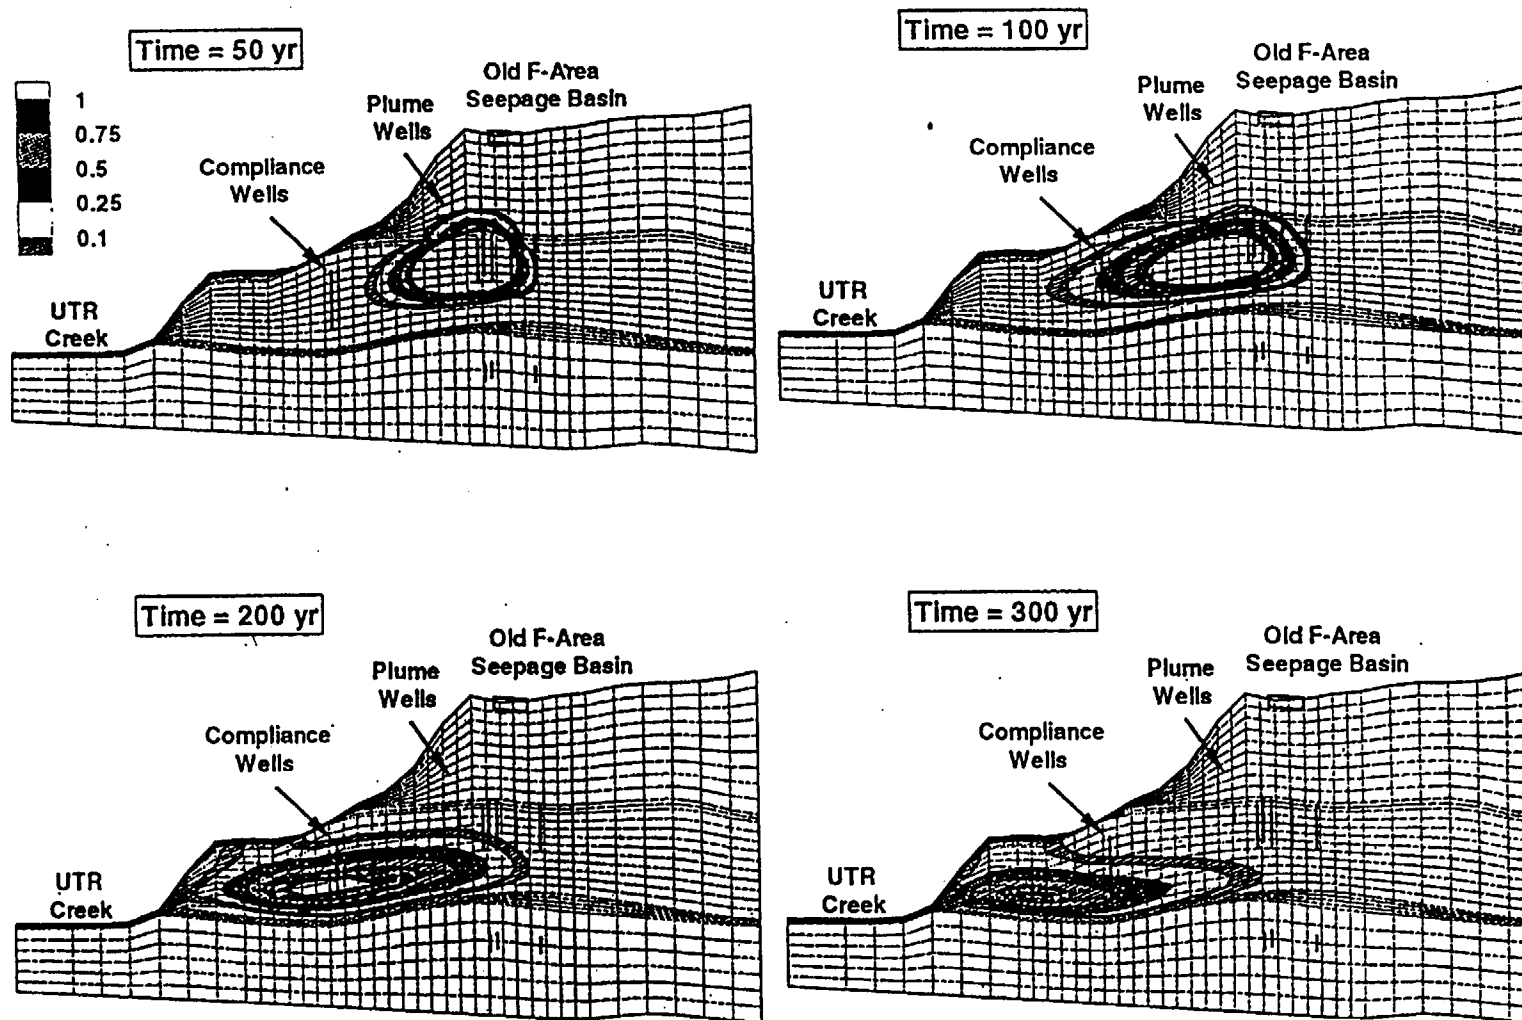 Time = 50 yr
1
0.75
0.5
0.25
0.1
Old F-Area
Seepage Basin
Plume
Wells
Compliance
Wells
UTR
Creek
Time = 100 yr
Old F-Area
Seepage Basin
Plume
Wells
Compliance
Wells
UTR
Creek
Time = 200 yr
Old F-Area
Seepage Basin
Plume
Wells
Compliance
Wells
UTR
Creek
Time = 300 yr
Old F-Area
Seepage Basin
Plume
Wells
Compliance
Wells
UTR
Creek